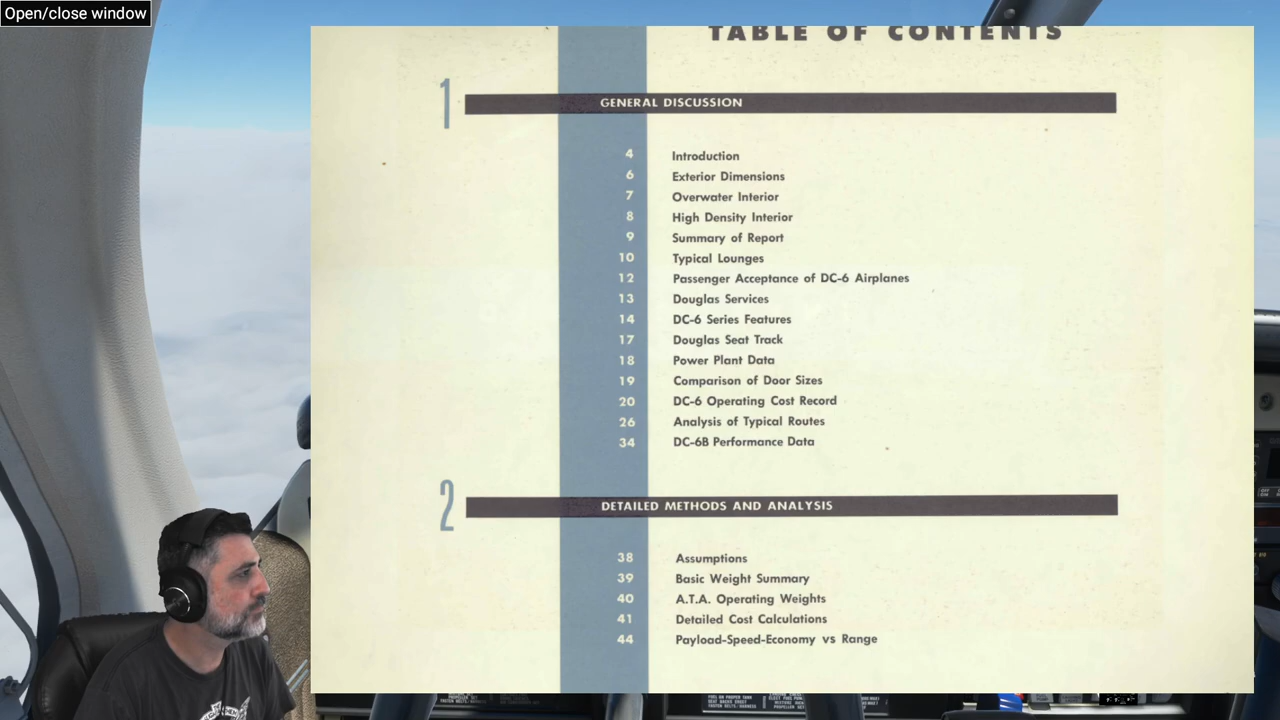 Open/close window
TABLE OF CONTENTS
1 GENERAL DISCUSSION
4 Introduction
6 Exterior Dimensions
7 Overwater Interior
8 High Density Interior
9 Summary of Report
10 Typical Lounges
12 Passenger Acceptance of DC-6 Airplanes
13 Douglas Services
14 DC-6 Series Features
17 Douglas Seat Track
18 Power Plant Data
19 Comparison of Door Sizes
20 DC-6 Operating Cost Record
26 Analysis of Typical Routes
34 DC-6B Performance Data
2 DETAILED METHODS AND ANALYSIS
38 Assumptions
39 Basic Weight Summary
40 A.T.A. Operating Weights
41 Detailed Cost Calculations
44 Payload-Speed-Economy vs Range